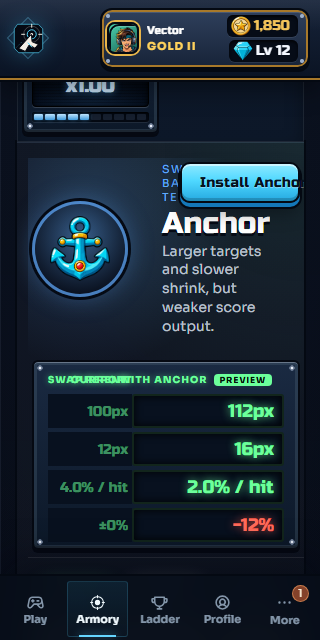 Vector
GOLD II
1,850
Lv 12
x1.00
Install Ancho
Anchor
Larger targets
and slower
shrink, but
weaker score
output.
WITH ANCHOR PREVIEW
100px 112px
12px 16px
4.0% / hit 2.0% / hit
±0% -12%
Play
Armory
Ladder
Profile
More
1